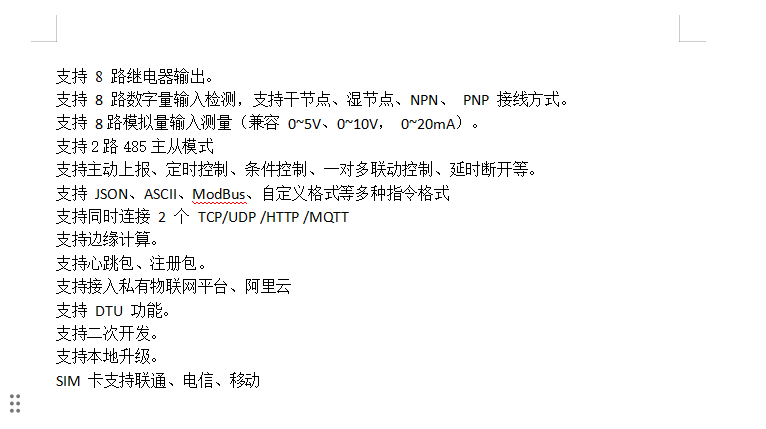 支持 8 路继电器输出。
支持 8 路数字量输入检测，支持干节点、湿节点、NPN、 PNP 接线方式。
支持 8路模拟量输入测量（兼容 0~5V、0~10V， 0~20mA）。
支持2路485主从模式
支持主动上报、定时控制、条件控制、一对多联动控制、延时断开等。
支持 JSON、ASCII、ModBus、自定义格式等多种指令格式
支持同时连接 2 个 TCP/UDP /HTTP /MQTT
支持边缘计算。
支持心跳包、注册包。
支持接入私有物联网平台、阿里云
支持 DTU 功能。
支持二次开发。
支持本地升级。
SIM 卡支持联通、电信、移动